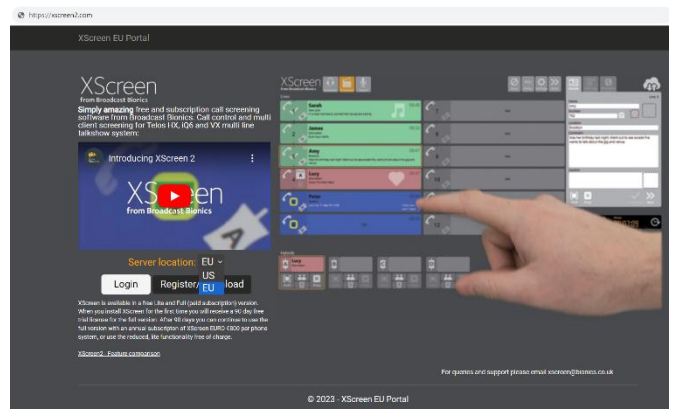 https://xscreen2.com
XScreen EU Portal
XScreen
from Broadcast Bionics
Simply amazing free and subscription call screening
software from Broadcast Bionics. Call control and multi
client screening for Telos HX, iQ6 and VX multi line
talkshow system:
Introducing XScreen 2
from Broadcast Bionics
A
Server location: EU
US
EU
Login
Register/ load
XScreen is available in a free Lite and Full (paid subscription) version.
When you install XScreen for the first time you will receive a 90 day free
trial license for the full version. After 90 days you can continue to use the
full version with an annual subscription of XScreen EURO €800 per phone
system, or use the reduced, lite functionality free of charge.
XScreen2 - Feature comparison
XScreen
from Broadcast Bionics
Sarah
James
Amy
Lucy
Peter
Lucy
For queries and support please email xscreen@bionics.co.uk
© 2023 - XScreen EU Portal